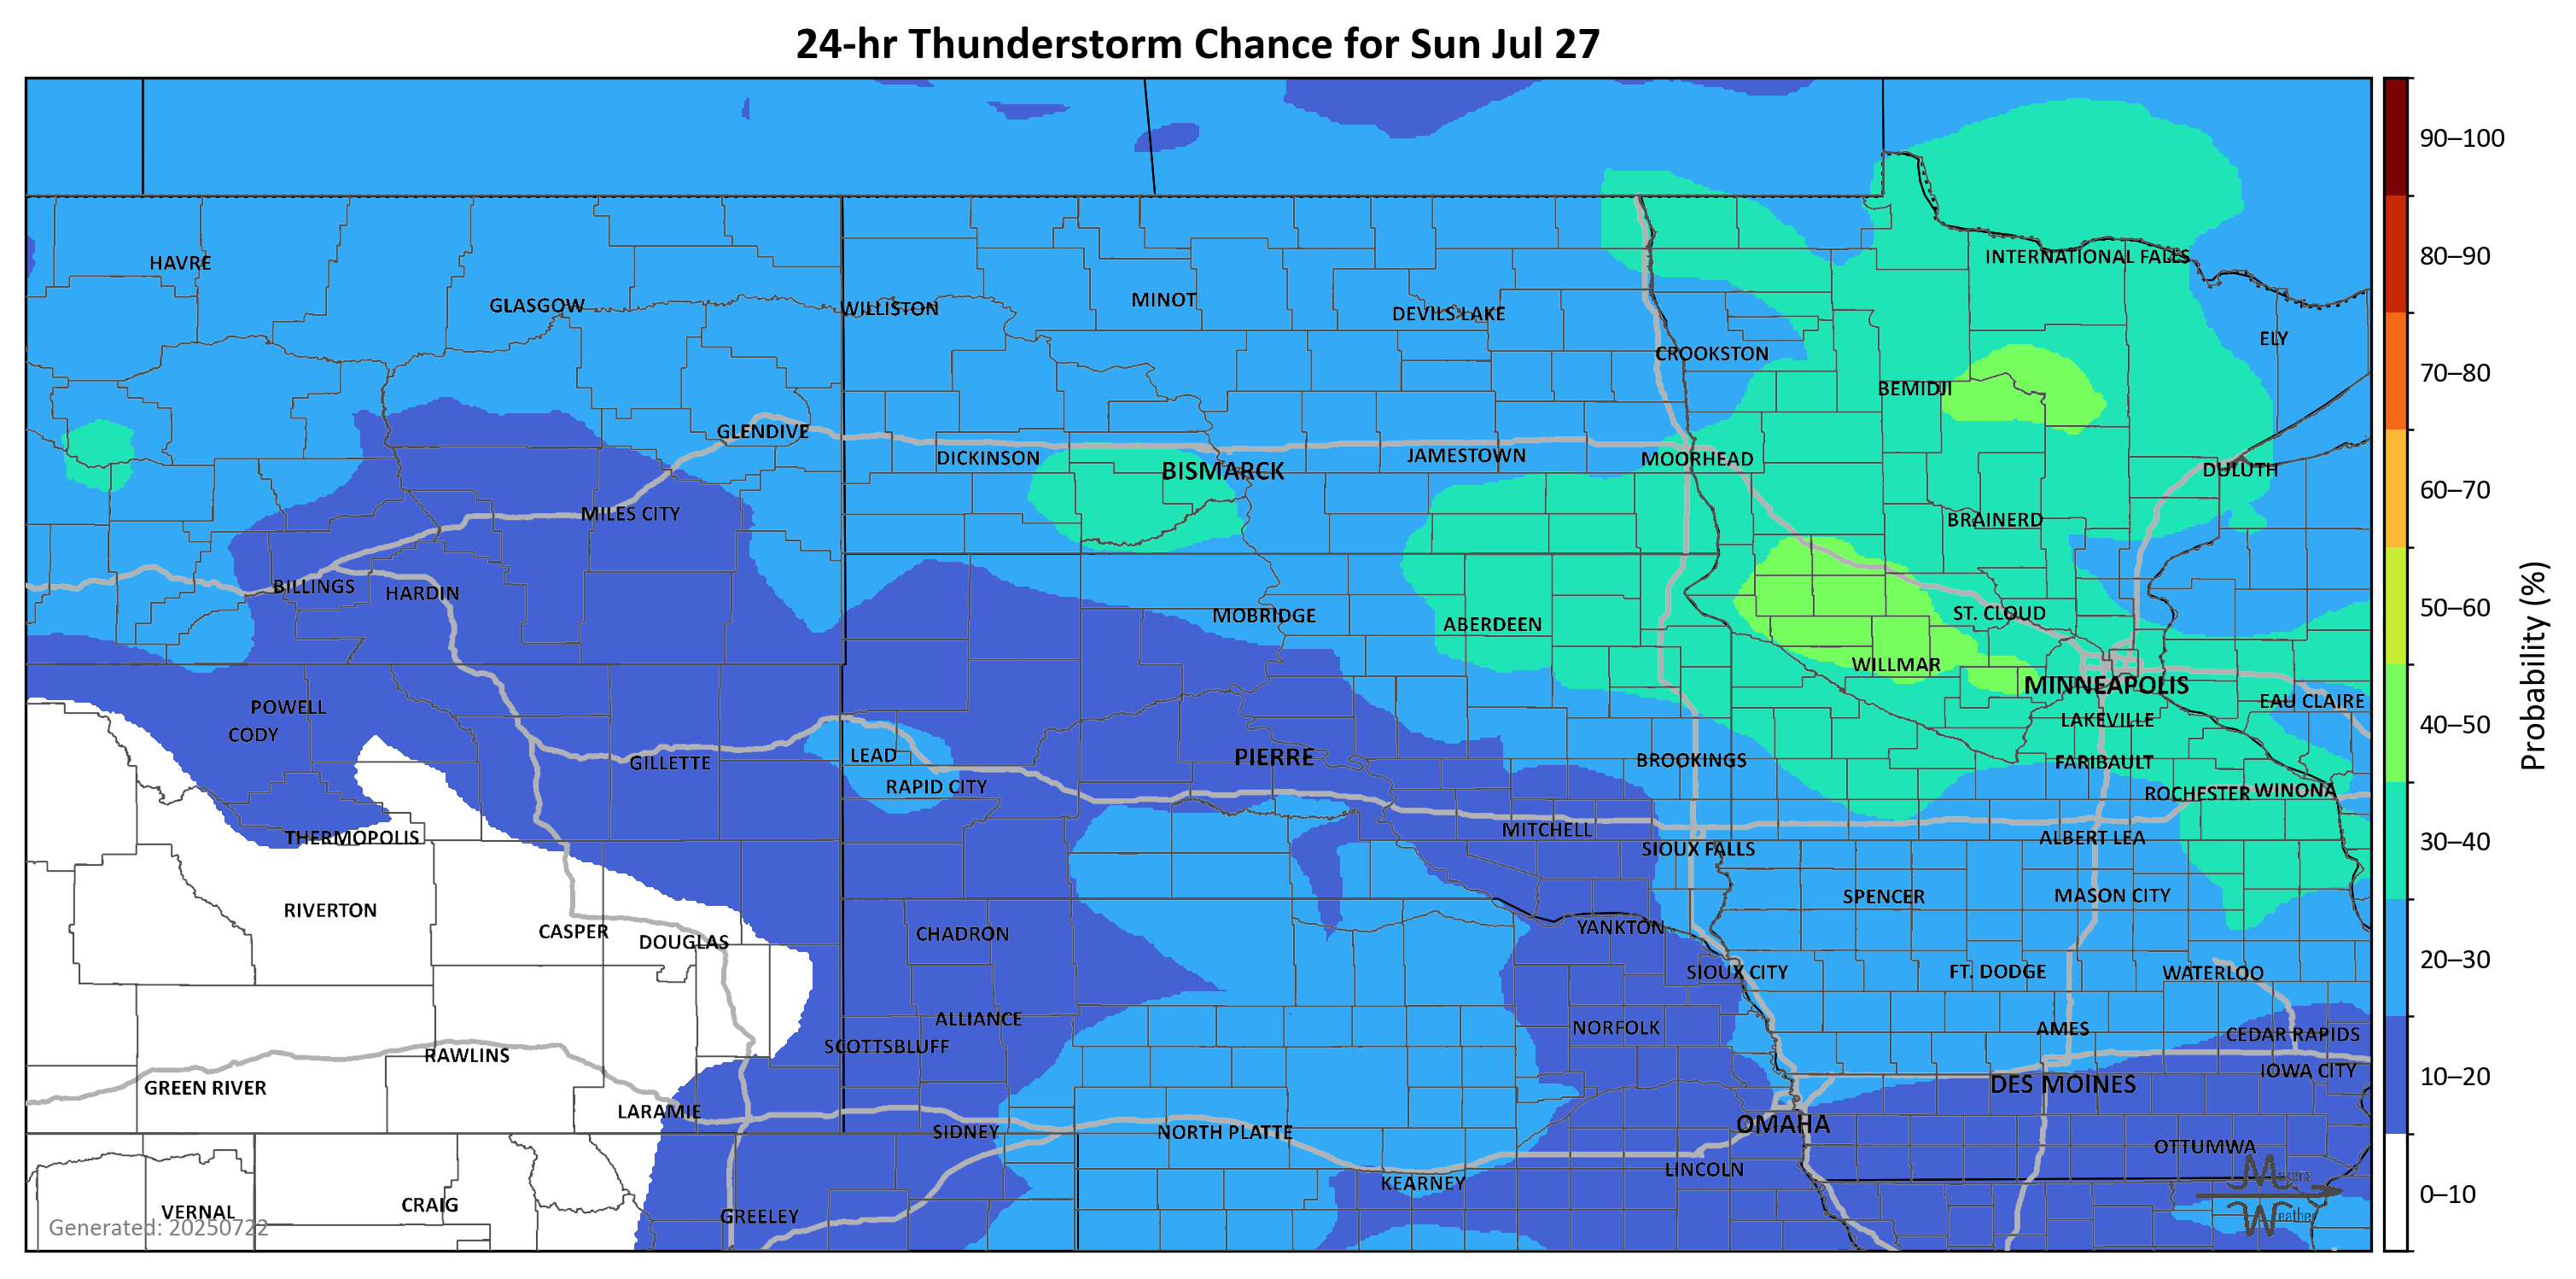 24-hr Thunderstorm Chance for Sun Jul 27
90–100
INTERNATIONAL FALLS
80–90
HAVRE
MINOT
GLASGOW
WILLISTON
DEVILS LAKE
ELY
CROOKSTON
70–80
BEMIDJI
GLENDIVE
DICKINSON
BISMARCK
JAMESTOWN
MOORHEAD
DULUTH
60–70
MILES CITY
BRAINERD
BILLINGS
HARDIN
50–60
MOBRIDGE
ABERDEEN
ST. CLOUD
WILLMAR
Probability (%)
MINNEAPOLIS
EAU CLAIRE
POWELL
LAKEVILLE
40–50
CODY
LEAD
PIERRE
BROOKINGS
GILLETTE
FARIBAULT
RAPID CITY
ROCHESTER
WINONA
THERMOPOLIS
MITCHELL
ALBERT LEA
30–40
SIOUX FALLS
SPENCER
MASON CITY
RIVERTON
CASPER
DOUGLAS
CHADRON
YANKTON
20–30
SIOUX CITY
FT. DODGE
WATERLOO
ALLIANCE
NORFOLK
AMES
CEDAR RAPIDS
SCOTTSBLUFF
RAWLINS
IOWA CITY
10–20
GREEN RIVER
DES MOINES
LARAMIE
OMAHA
SIDNEY
NORTH PLATTE
OTTUMWA
LINCOLN
KEARNEY
Makens
0–10
VERNAL
CRAIG
GREELEY
Weather
Generated: 20250722